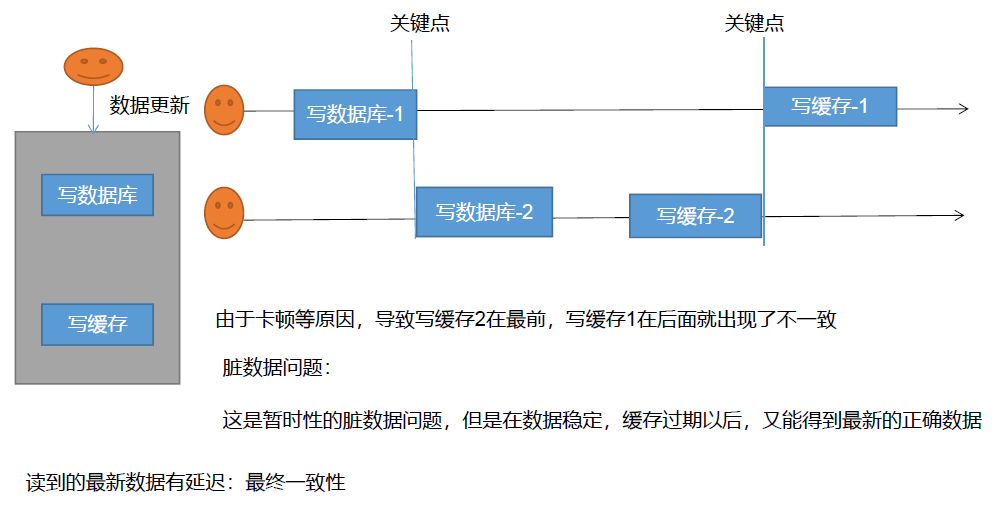 关键点
关键点
数据更新
写数据库-1
写缓存-1
写数据库
写数据库-2
写缓存-2
写缓存
由于卡顿等原因，导致写缓存2在最前，写缓存1在后面就出现了不一致
脏数据问题：
这是暂时性的脏数据问题，但是在数据稳定，缓存过期以后，又能得到最新的正确数据
读到的最新数据有延迟：最终一致性